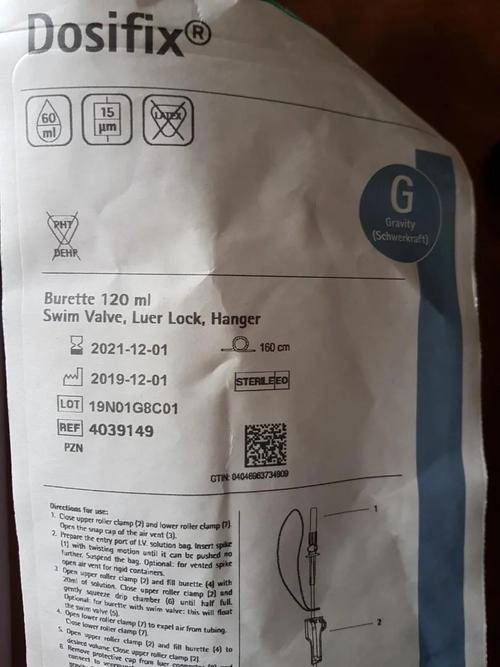 Dosifix®
60 ml
15 µm
LATEX
G
Gravity
(Schwerkraft)
PHT
DEHP
Burette 120 ml
Swim Valve, Luer Lock, Hanger
2021-12-01
160 cm
2019-12-01
STERILE EO
LOT 19N01G8C01
REF 4039149
PZN
GTIN: 04046963734909
Directions for use:
1. Close upper roller clamp (2) and lower roller clamp (7).
Open the snap cap of the air vent (3).
2. Prepare the entry port of I.V. solution bag. Insert spike
(1) with twisting motion until it can be pushed no
further. Suspend the bag. Optional: for vented spike
open air vent for rigid containers.
3. Open upper roller clamp (2) and fill burette (4) with
20ml of solution. Close upper roller clamp (2) and
gently squeeze drip chamber (6) until half full.
Optional: for burette with swim valve: this will float
the swim valve (5).
4. Open lower roller clamp (7) to expel air from tubing.
Close lower roller clamp (7).
5. Open upper roller clamp (2) and fill burette (4) to
desired volume. Close upper roller clamp (2).
6. Remove protective cap from luer
1
2